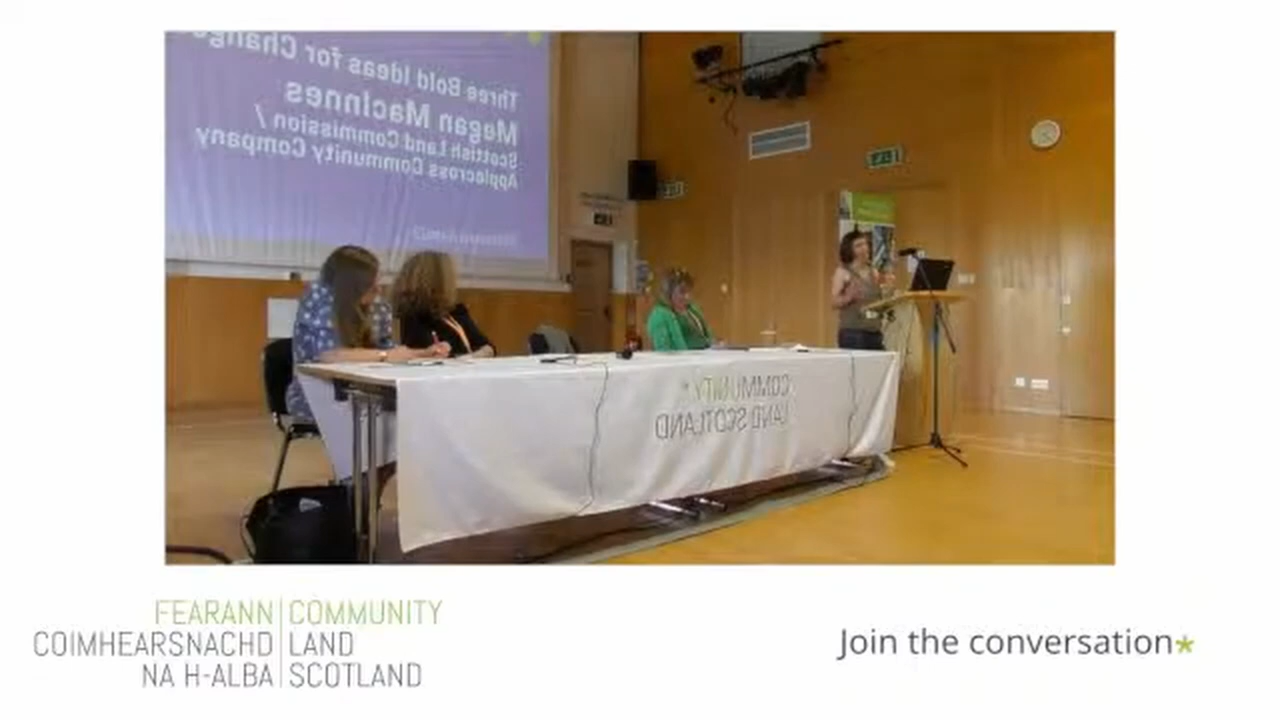 Three Bold Ideas for Change
Megan MacInnes
Scottish Land Commission /
Applecross Community Company
COMMUNITY*
LAND SCOTLAND
FEARANN COMMUNITY
COIMHEARSNACHD LAND
NA H-ALBA SCOTLAND
Join the conversation*